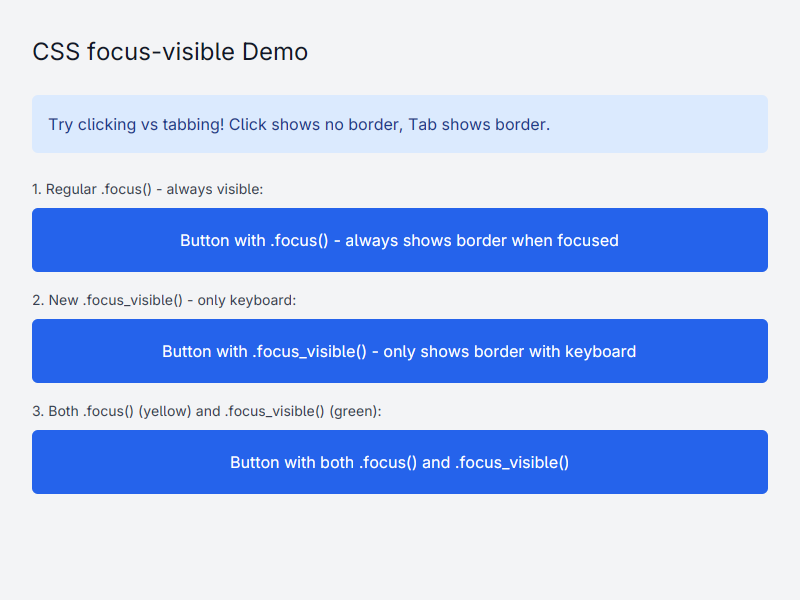 CSS focus-visible Demo
Try clicking vs tabbing! Click shows no border, Tab shows border.
1. Regular .focus() - always visible:
Button with .focus() - always shows border when focused
2. New .focus_visible() - only keyboard:
Button with .focus_visible() - only shows border with keyboard
3. Both .focus() (yellow) and .focus_visible() (green):
Button with both .focus() and .focus_visible()